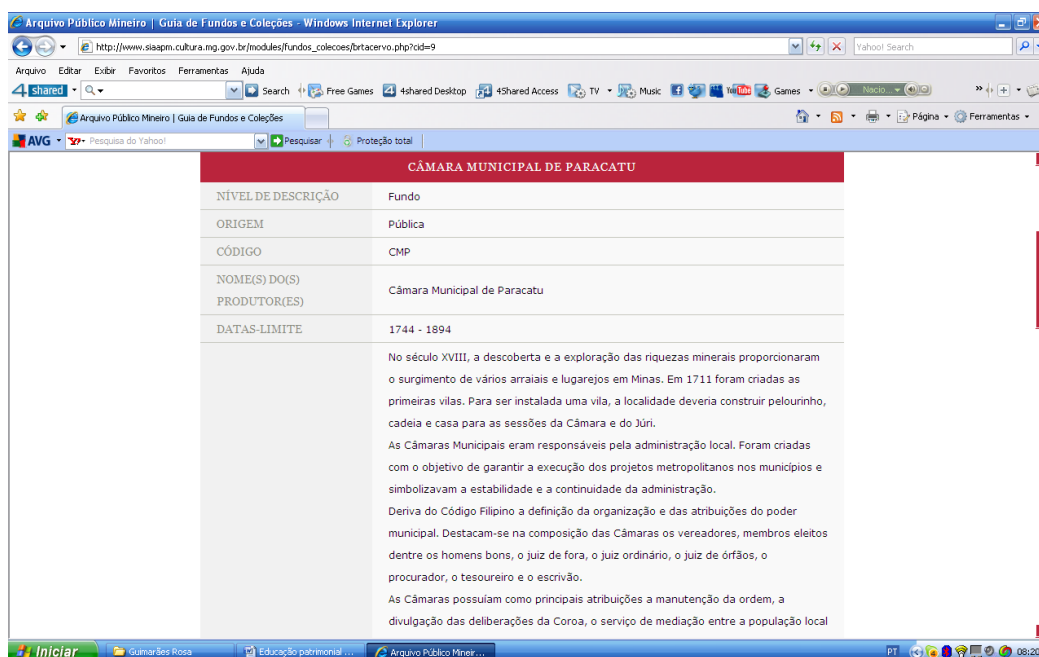 Arquivo Público Mineiro | Guia de Fundos e Coleções - Windows Internet Explorer
http://www.siaapm.cultura.mg.gov.br/modules/fundos_colecoes/brtacervo.php?cid=9
Yahoo! Search
Arquivo Editar Exibir Favoritos Ferramentas Ajuda
4shared Search Free Games 4shared Desktop 4Shared Access TV Music YouTube Games Nacio...
Arquivo Público Mineiro | Guia de Fundos e Coleções Página Ferramentas
AVG Pesquisa do Yahoo! Pesquisar Proteção total
CÂMARA MUNICIPAL DE PARACATU
NÍVEL DE DESCRIÇÃO Fundo
ORIGEM Pública
CÓDIGO CMP
NOME(S) DO(S)
PRODUTOR(ES) Câmara Municipal de Paracatu
DATAS-LIMITE 1744 - 1894
No século XVIII, a descoberta e a exploração das riquezas minerais proporcionaram
o surgimento de vários arraiais e lugarejos em Minas. Em 1711 foram criadas as
primeiras vilas. Para ser instalada uma vila, a localidade deveria construir pelourinho,
cadeia e casa para as sessões da Câmara e do Júri.
As Câmaras Municipais eram responsáveis pela administração local. Foram criadas
com o objetivo de garantir a execução dos projetos metropolitanos nos municípios e
simbolizavam a estabilidade e a continuidade da administração.
Deriva do Código Filipino a definição da organização e das atribuições do poder
municipal. Destacam-se na composição das Câmaras os vereadores, membros eleitos
dentre os homens bons, o juiz de fora, o juiz ordinário, o juiz de órfãos, o
procurador, o tesoureiro e o escrivão.
As Câmaras possuíam como principais atribuições a manutenção da ordem, a
divulgação das deliberações da Coroa, o serviço de mediação entre a população local
Iniciar Guimarães Rosa Educação patrimonial ... Arquivo Público Mineir... PT 08:20